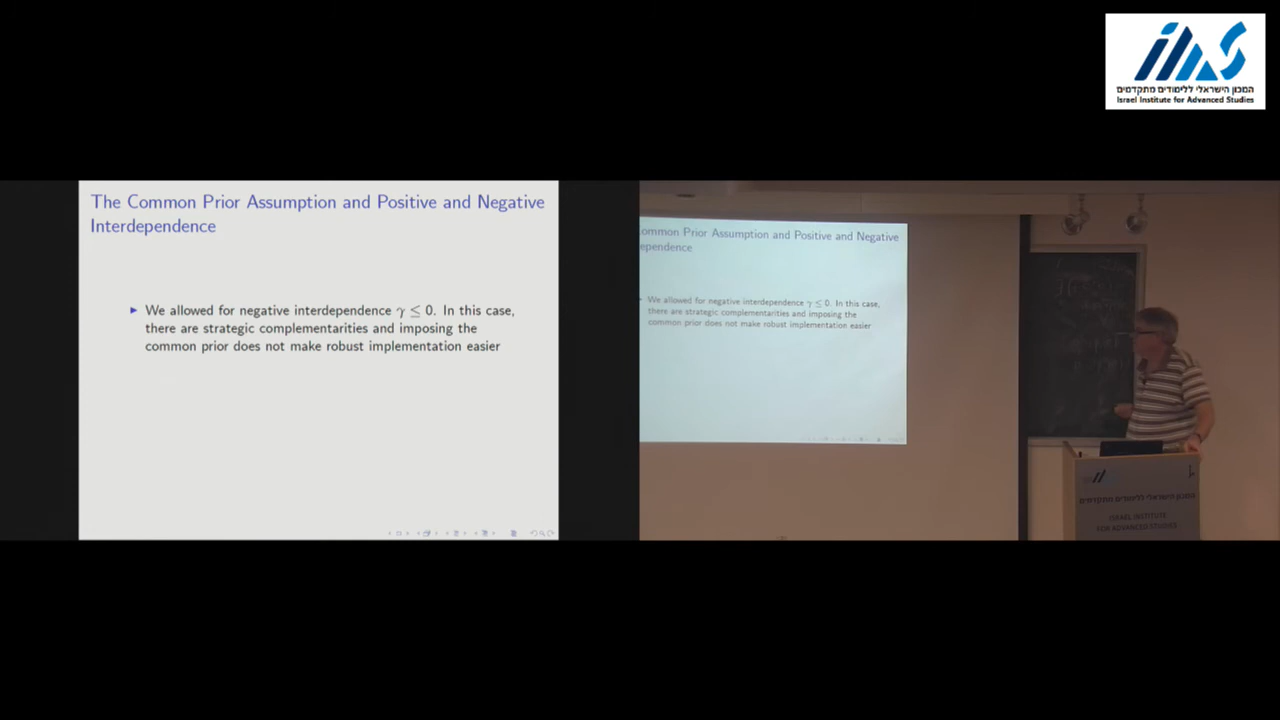 המכון הישראלי ללימודים מתקדמים
Israel Institute for Advanced Studies
The Common Prior Assumption and Positive and Negative
Interdependence
We allowed for negative interdependence γ ≤ 0. In this case,
there are strategic complementarities and imposing the
common prior does not make robust implementation easier
ommon Prior Assumption and Positive and Negative
ependence
We allowed for negative interdependence γ ≤ 0. In this case,
there are strategic complementarities and imposing the
common prior does not make robust implementation easier
המכון הישראלי ללימודים מתקדמים
ISRAEL INSTITUTE
FOR ADVANCED STUDIES